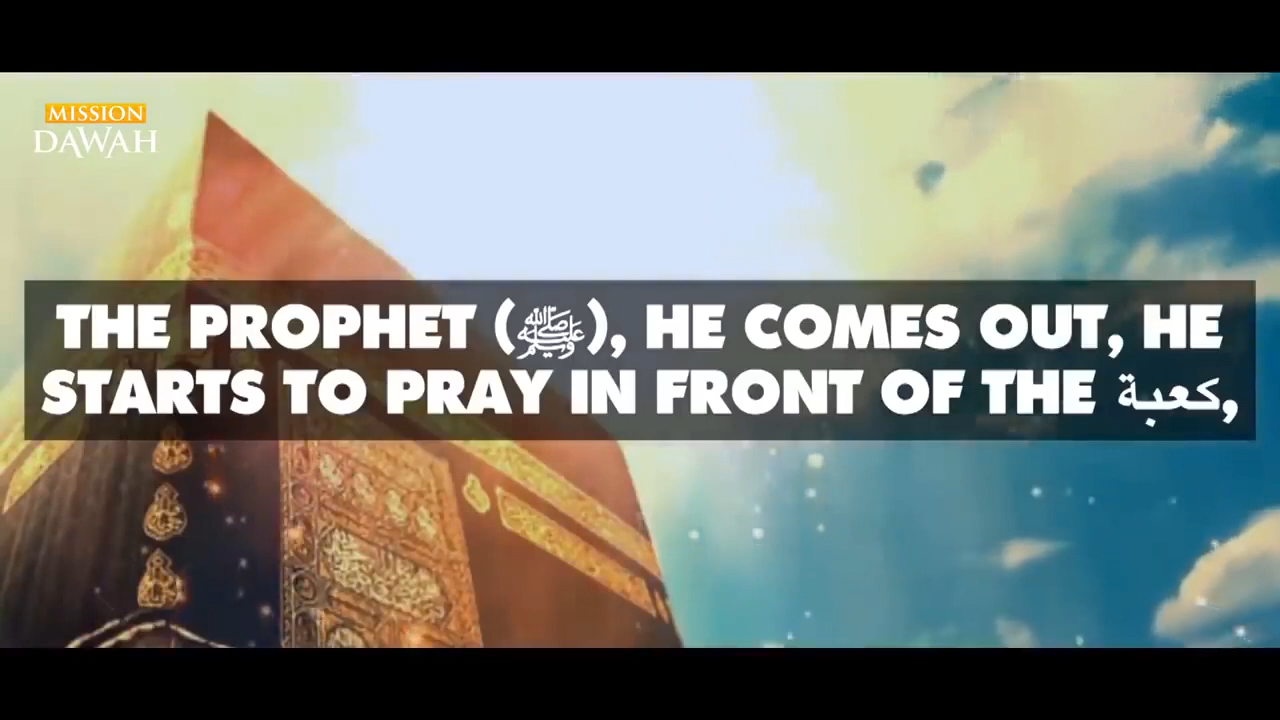 MISSION
DAWAH
THE PROPHET (ﷺ), HE COMES OUT, HE
STARTS TO PRAY IN FRONT OF THE كعبة,